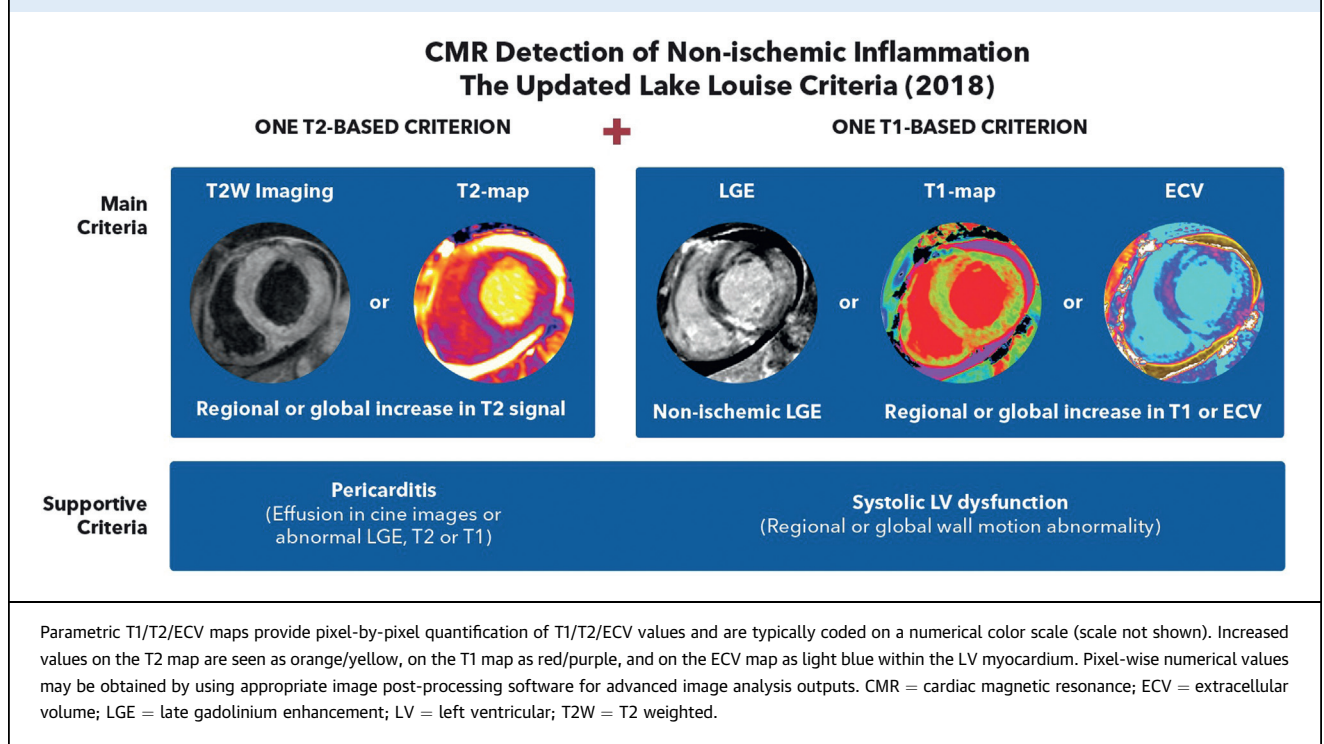 CMR Detection of Non-ischemic Inflammation
The Updated Lake Louise Criteria (2018)
ONE T2-BASED CRITERION + ONE T1-BASED CRITERION
Main
Criteria
T2W Imaging
T2-map
or
Regional or global increase in T2 signal
LGE
T1-map
ECV
or
or
Non-ischemic LGE
Regional or global increase in T1 or ECV
Supportive
Criteria
Pericarditis
(Effusion in cine images or
abnormal LGE, T2 or T1)
Systolic LV dysfunction
(Regional or global wall motion abnormality)
Parametric T1/T2/ECV maps provide pixel-by-pixel quantification of T1/T2/ECV values and are typically coded on a numerical color scale (scale not shown). Increased
values on the T2 map are seen as orange/yellow, on the T1 map as red/purple, and on the ECV map as light blue within the LV myocardium. Pixel-wise numerical values
may be obtained by using appropriate image post-processing software for advanced image analysis outputs. CMR = cardiac magnetic resonance; ECV = extracellular
volume; LGE = late gadolinium enhancement; LV = left ventricular; T2W = T2 weighted.